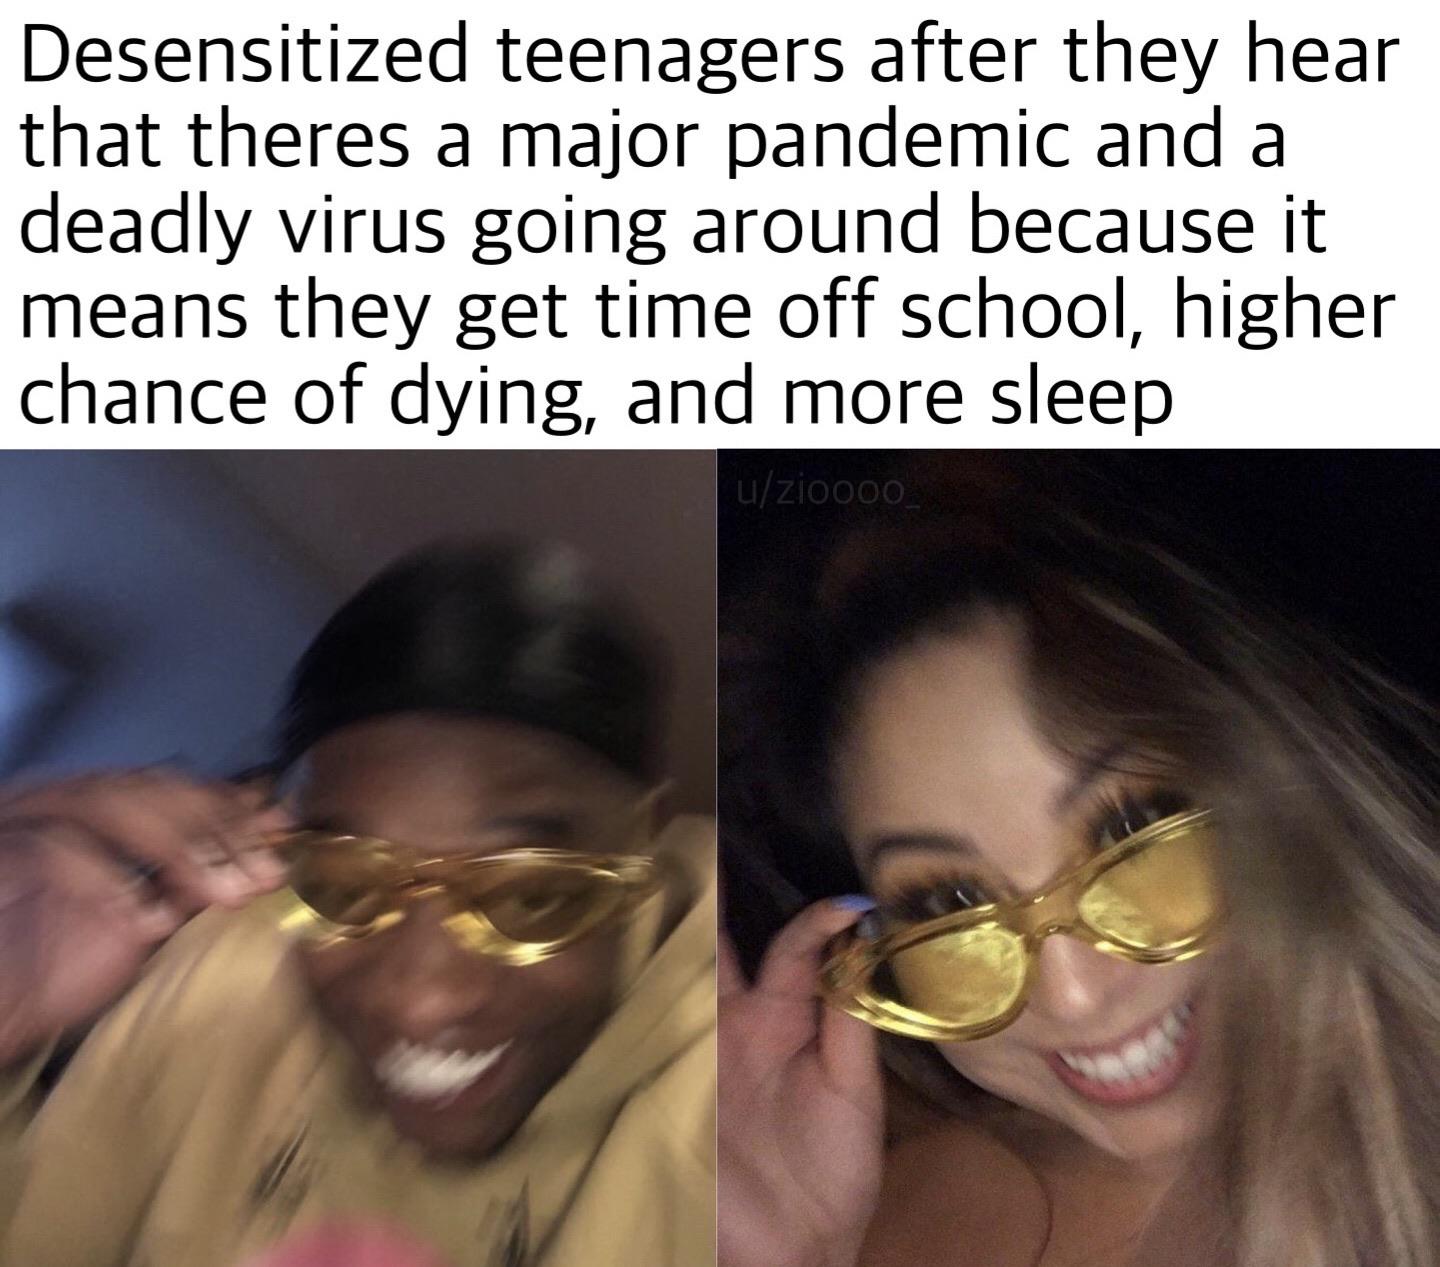 Desensitized teenagers after they hear
that theres a major pandemic and a
deadly virus going around because it
means they get time off school, higher
chance of dying, and more sleep
u/zioooo_